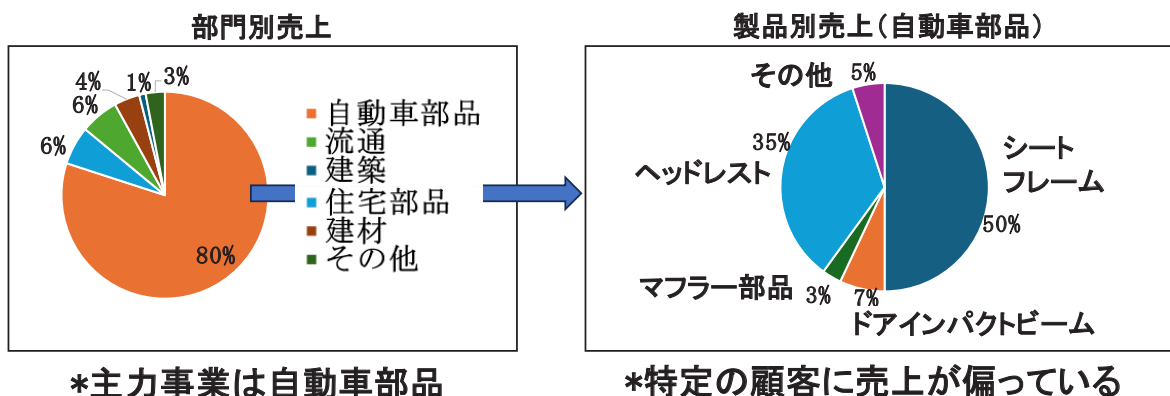 部門別売上
4%
1%
3%
6%
6%
80%
自動車部品
流通
建築
住宅部品
建材
その他
*主力事業は自動車部品
製品別売上(自動車部品)
その他
5%
35%
ヘッドレスト
シート
フレーム
50%
マフラー部品
3%
7%
ドアインパクトビーム
*特定の顧客に売上が偏っている